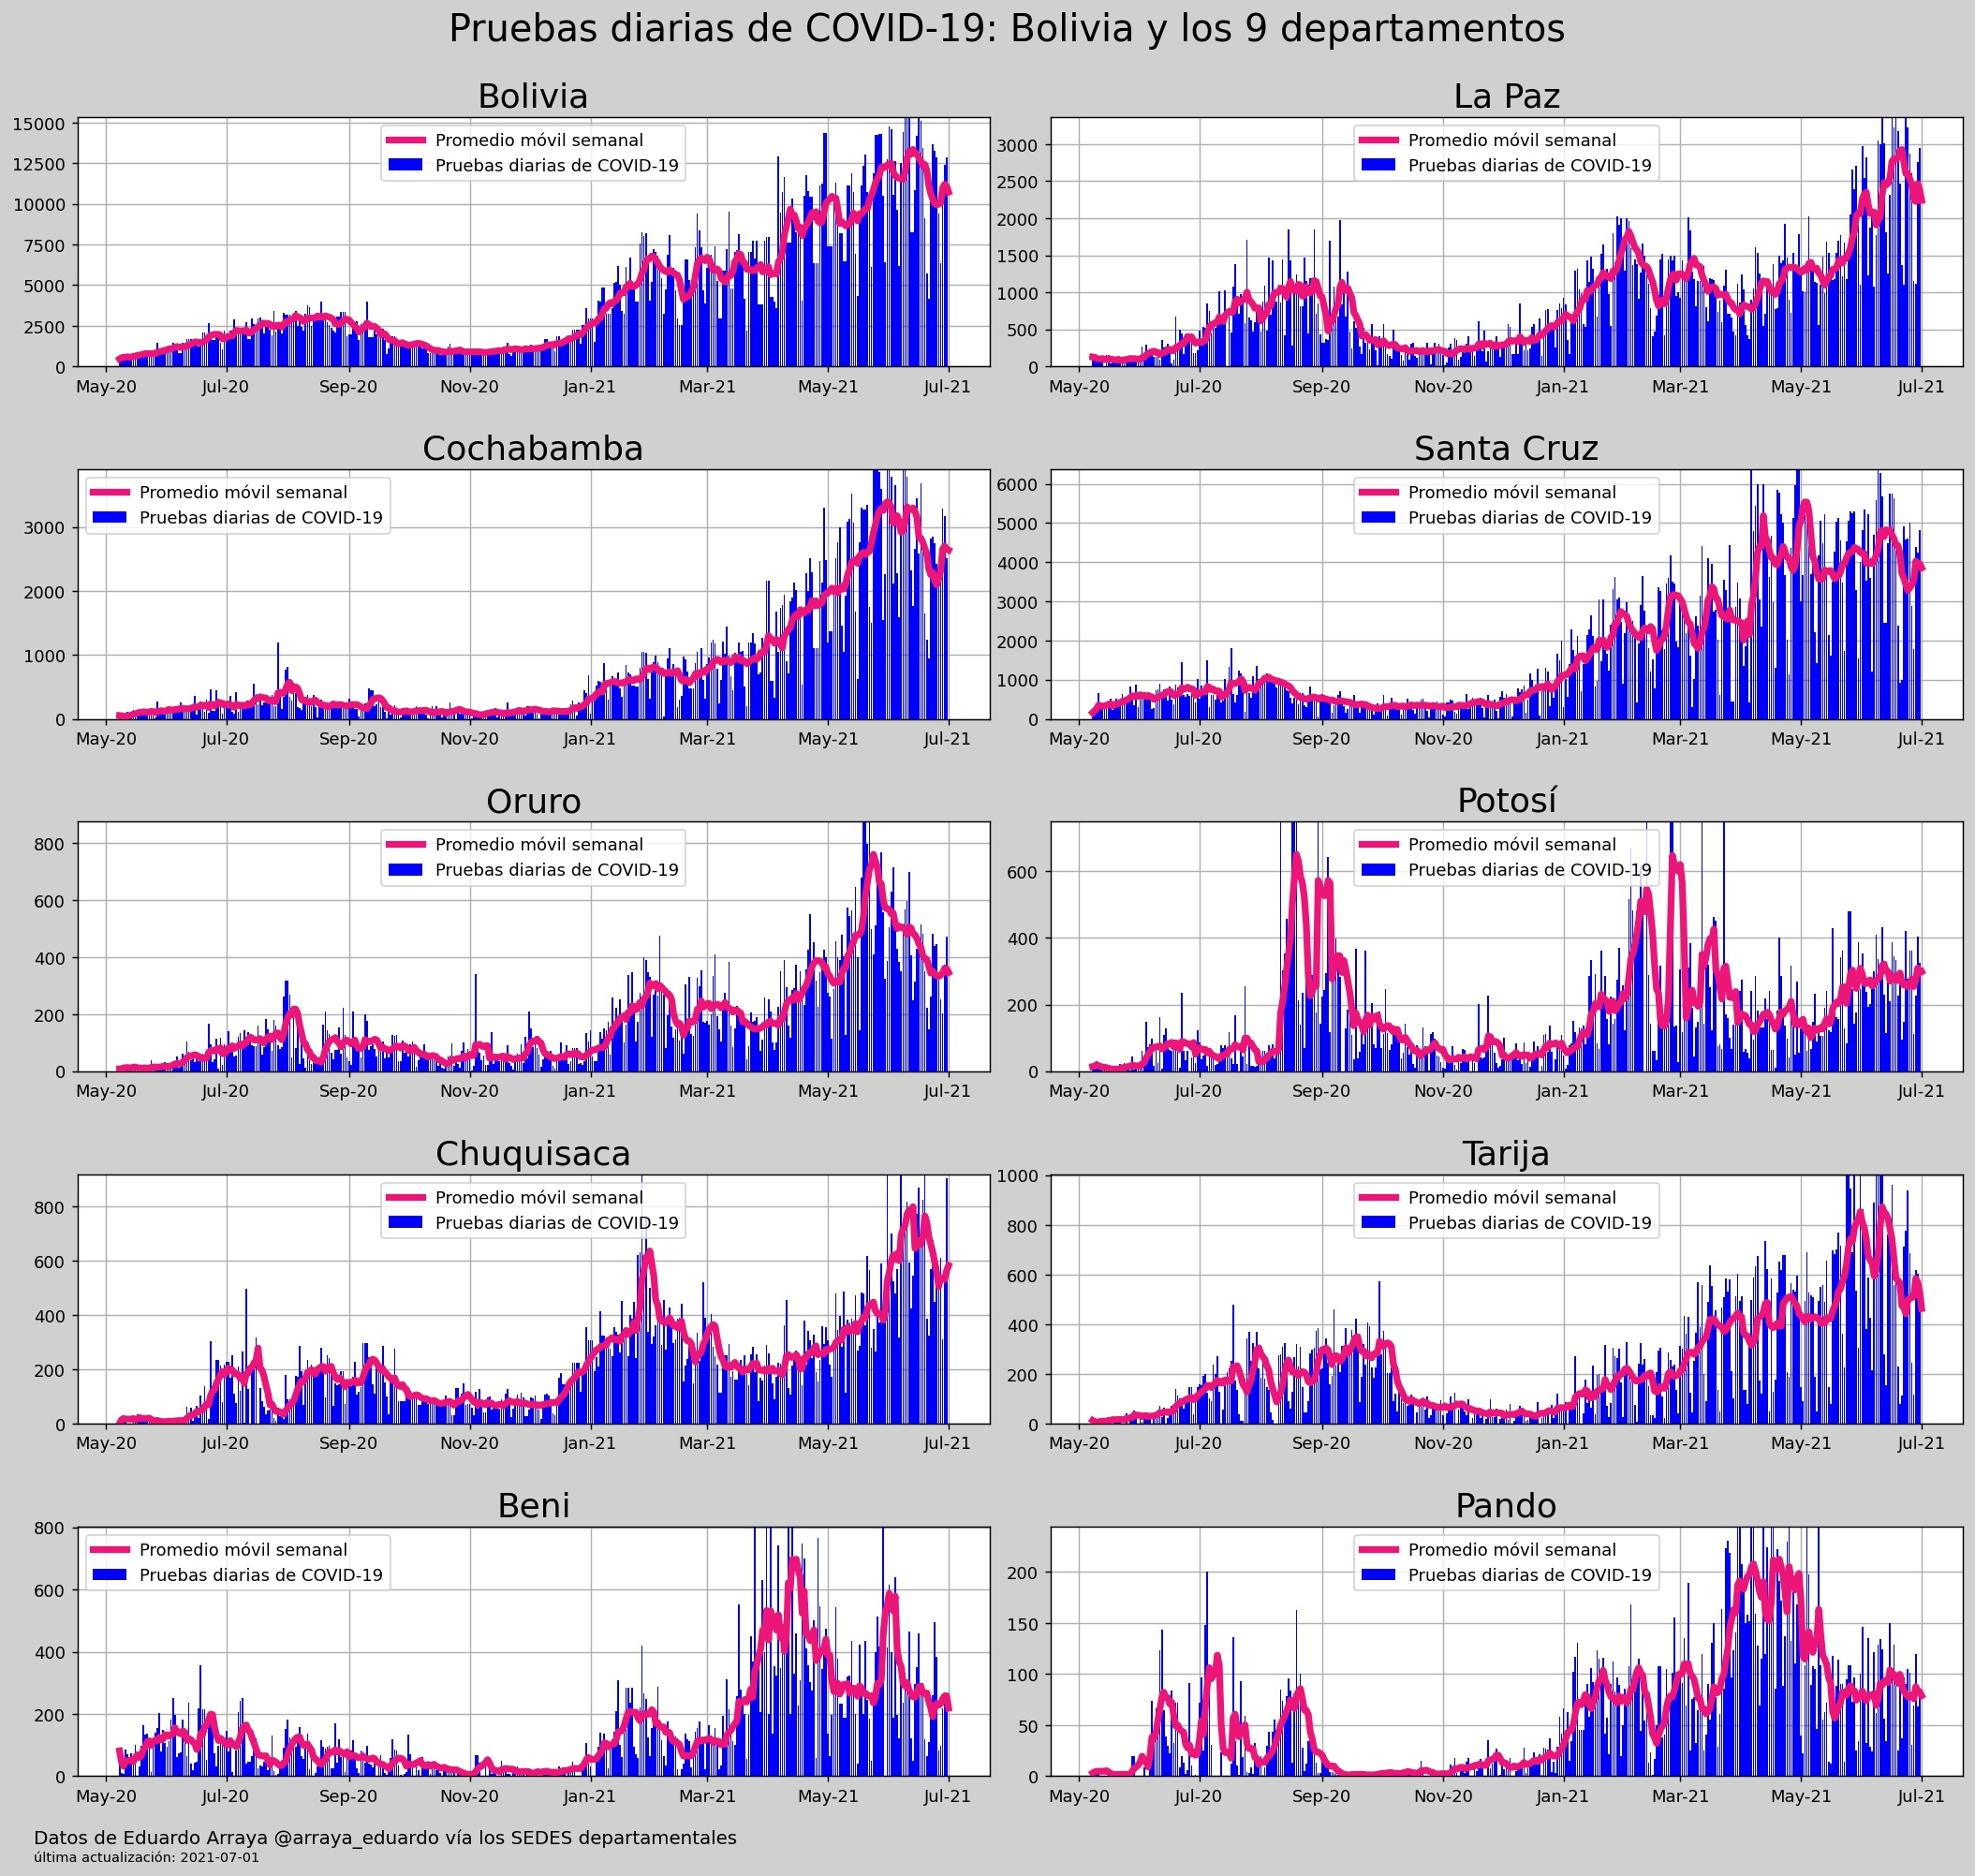 Pruebas diarias de COVID-19: Bolivia y los 9 departamentos
Bolivia
Promedio móvil semanal
Pruebas diarias de COVID-19
15000
12500
10000
7500
5000
2500
0
May-20 Jul-20 Sep-20 Nov-20 Jan-21 Mar-21 May-21 Jul-21
La Paz
Promedio móvil semanal
Pruebas diarias de COVID-19
3000
2500
2000
1500
1000
500
0
May-20 Jul-20 Sep-20 Nov-20 Jan-21 Mar-21 May-21 Jul-21
Cochabamba
Promedio móvil semanal
Pruebas diarias de COVID-19
3000
2000
1000
0
May-20 Jul-20 Sep-20 Nov-20 Jan-21 Mar-21 May-21 Jul-21
Santa Cruz
Promedio móvil semanal
Pruebas diarias de COVID-19
6000
5000
4000
3000
2000
1000
0
May-20 Jul-20 Sep-20 Nov-20 Jan-21 Mar-21 May-21 Jul-21
Oruro
Promedio móvil semanal
Pruebas diarias de COVID-19
800
600
400
200
0
May-20 Jul-20 Sep-20 Nov-20 Jan-21 Mar-21 May-21 Jul-21
Potosí
Promedio móvil semanal
Pruebas diarias de COVID-19
600
400
200
0
May-20 Jul-20 Sep-20 Nov-20 Jan-21 Mar-21 May-21 Jul-21
Chuquisaca
Promedio móvil semanal
Pruebas diarias de COVID-19
800
600
400
200
0
May-20 Jul-20 Sep-20 Nov-20 Jan-21 Mar-21 May-21 Jul-21
Tarija
Promedio móvil semanal
Pruebas diarias de COVID-19
1000
800
600
400
200
0
May-20 Jul-20 Sep-20 Nov-20 Jan-21 Mar-21 May-21 Jul-21
Beni
Promedio móvil semanal
Pruebas diarias de COVID-19
800
600
400
200
0
May-20 Jul-20 Sep-20 Nov-20 Jan-21 Mar-21 May-21 Jul-21
Pando
Promedio móvil semanal
Pruebas diarias de COVID-19
200
150
100
50
0
May-20 Jul-20 Sep-20 Nov-20 Jan-21 Mar-21 May-21 Jul-21
Datos de Eduardo Arraya @arraya_eduardo vía los SEDES departamentales
última actualización: 2021-07-01